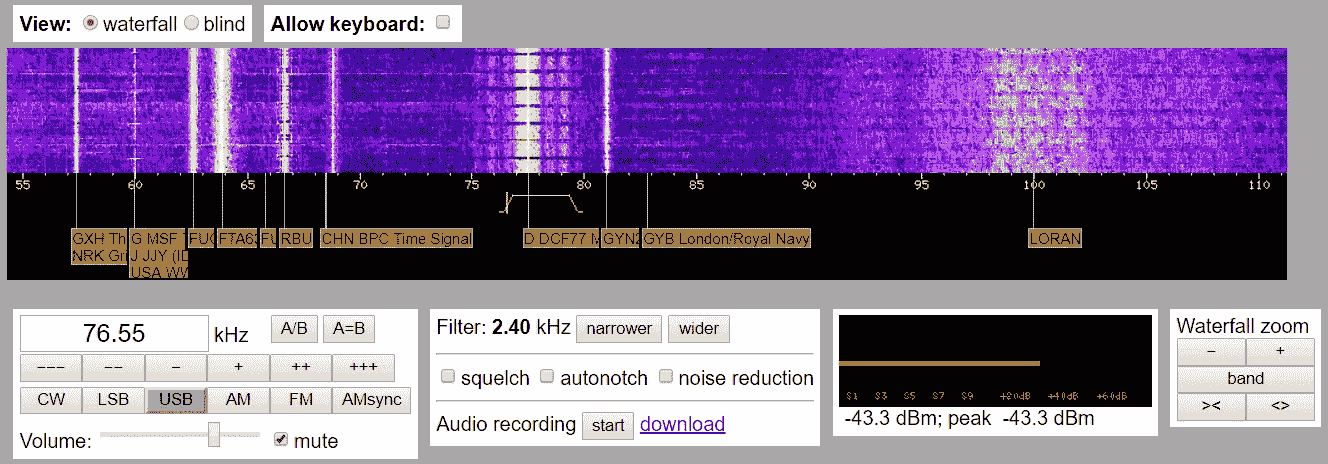 View: waterfall blind Allow keyboard:
55 60 65 70 75 80 85 90 95 100 105 110
GXH Th G MSF FUG FTA63 FU RBU CHN BPC Time Signal D DCF77 M GYN2 GYB London/Royal Navy LORAN
NRK Gri J JJY (ID
USA WW
76.55 kHz A/B A=B
--- -- - + ++ +++
CW LSB USB AM FM AMsync
Volume: mute
Filter: 2.40 kHz narrower wider
squelch autonotch noise reduction
Audio recording start download
S1 S3 S5 S7 S9 +20dB +40dB +60dB
-43.3 dBm; peak -43.3 dBm
Waterfall zoom
- +
band
>< <>